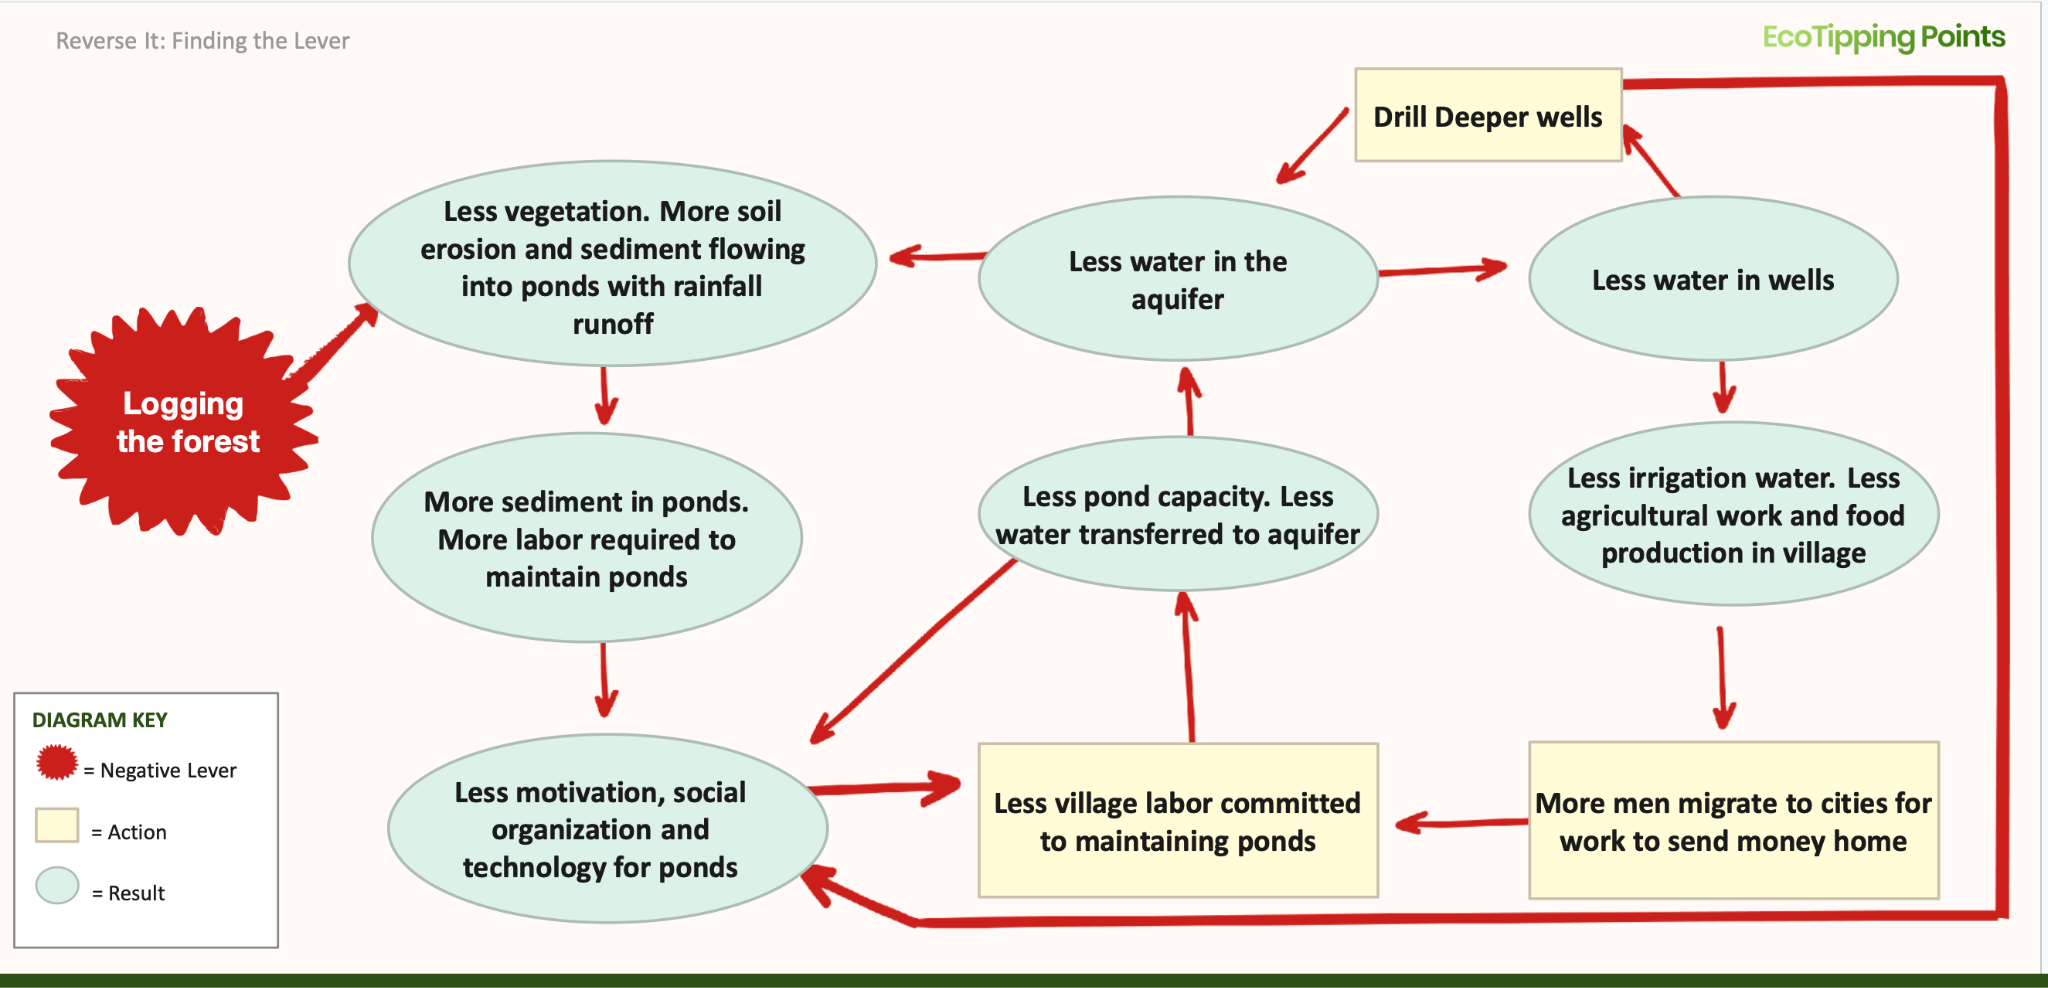 Reverse It: Finding the Lever
EcoTipping Points
Drill Deeper wells
Less vegetation. More soil
erosion and sediment flowing
into ponds with rainfall
runoff
Less water in the
aquifer
Less water in wells
Logging
the forest
More sediment in ponds.
More labor required to
maintain ponds
Less pond capacity. Less
water transferred to aquifer
Less irrigation water. Less
agricultural work and food
production in village
Less motivation, social
organization and
technology for ponds
Less village labor committed
to maintaining ponds
More men migrate to cities for
work to send money home
DIAGRAM KEY
= Negative Lever
= Action
= Result